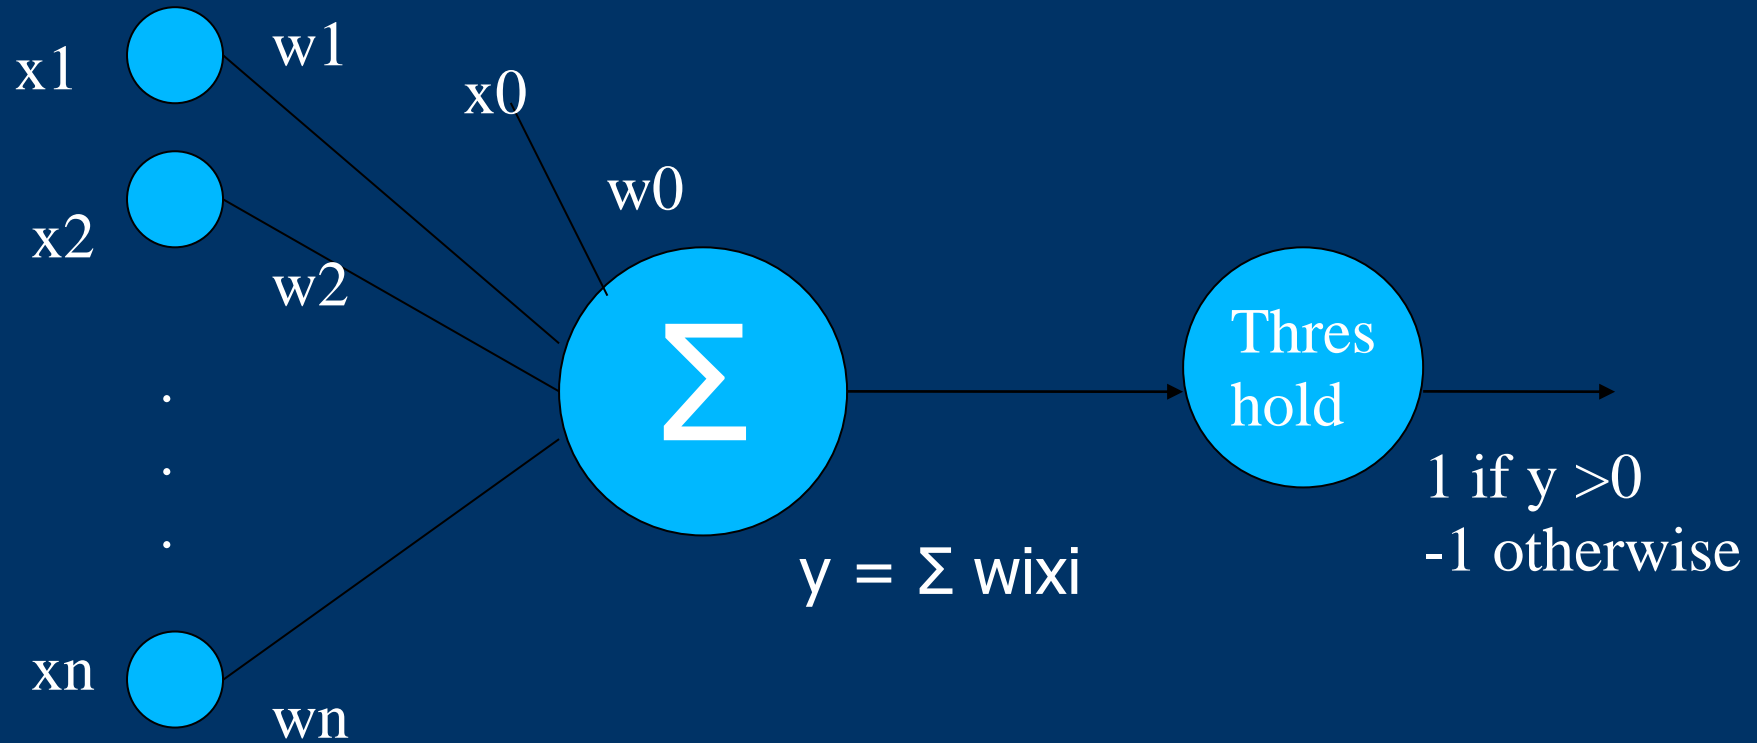 x1
w1
x0
w0
x2
w2
.
.
.
Σ
Thres
hold
1 if y >0
-1 otherwise
y = Σ wixi
xn
wn